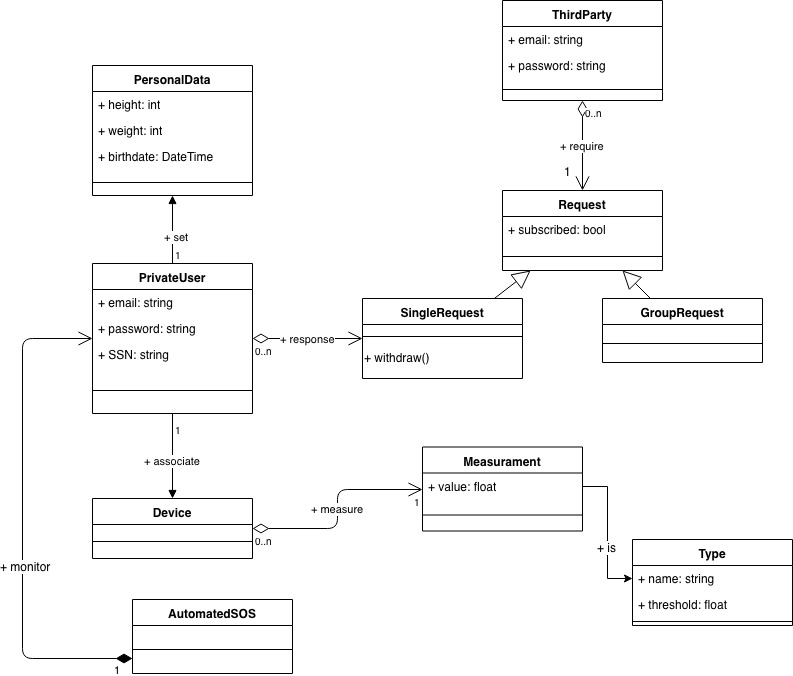 ThirdParty
+ email: string
+ password: string
0..n
+ require
1
Request
+ subscribed: bool
PersonalData
+ height: int
+ weight: int
+ birthdate: DateTime
+ set
1
PrivateUser
+ email: string
+ password: string
+ SSN: string
0..n
+ response
SingleRequest
+ withdraw()
GroupRequest
1
+ associate
Device
0..n
+ measure
1
Measurament
+ value: float
+ is
Type
+ name: string
+ threshold: float
+ monitor
AutomatedSOS
1